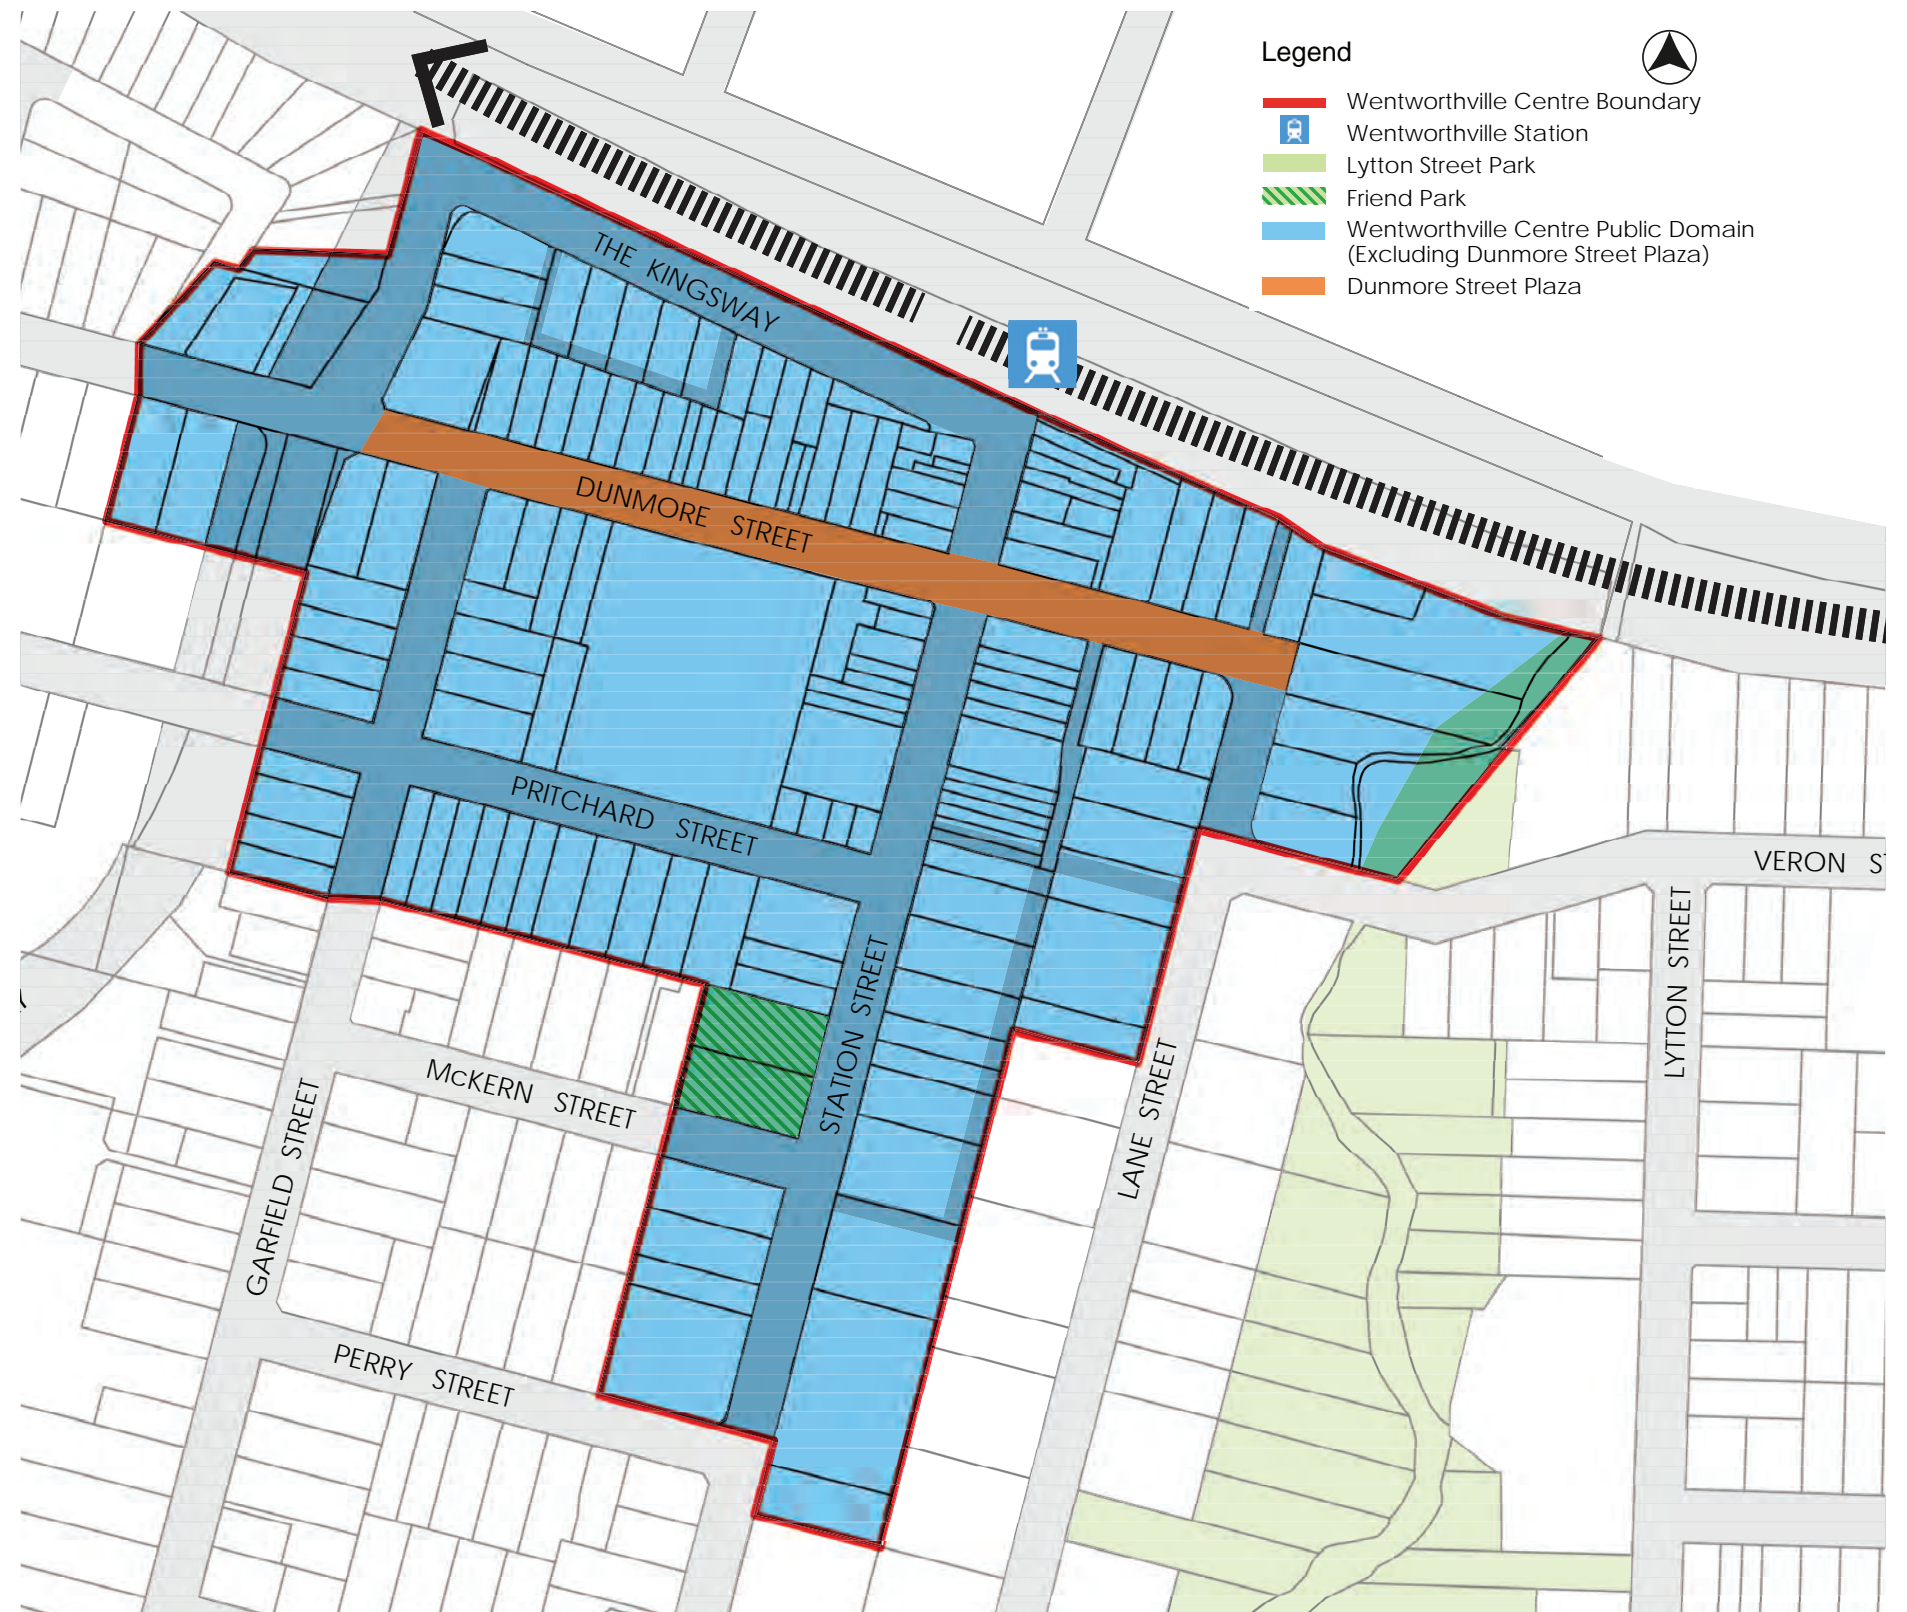 Legend
Wentworthville Centre Boundary
Wentworthville Station
Lytton Street Park
Friend Park
Wentworthville Centre Public Domain
(Excluding Dunmore Street Plaza)
Dunmore Street Plaza
THE KINGSWAY
DUNMORE STREET
PRITCHARD STREET
VERON ST
LYTTON STREET
STATION STREET
McKERN STREET
LANE STREET
GARFIELD STREET
PERRY STREET